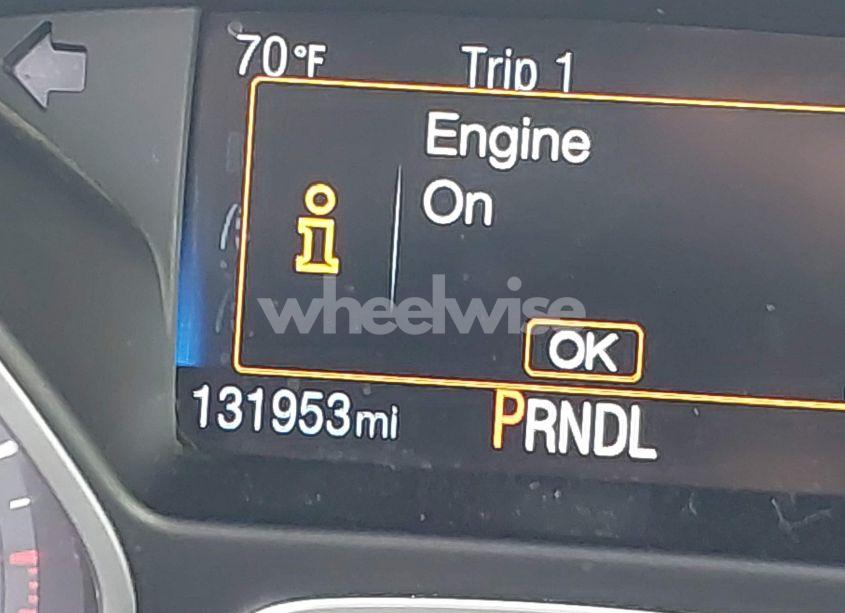 70°F Trip 1
Engine
On
i
wheelwise
OK
131953mi PRNDL